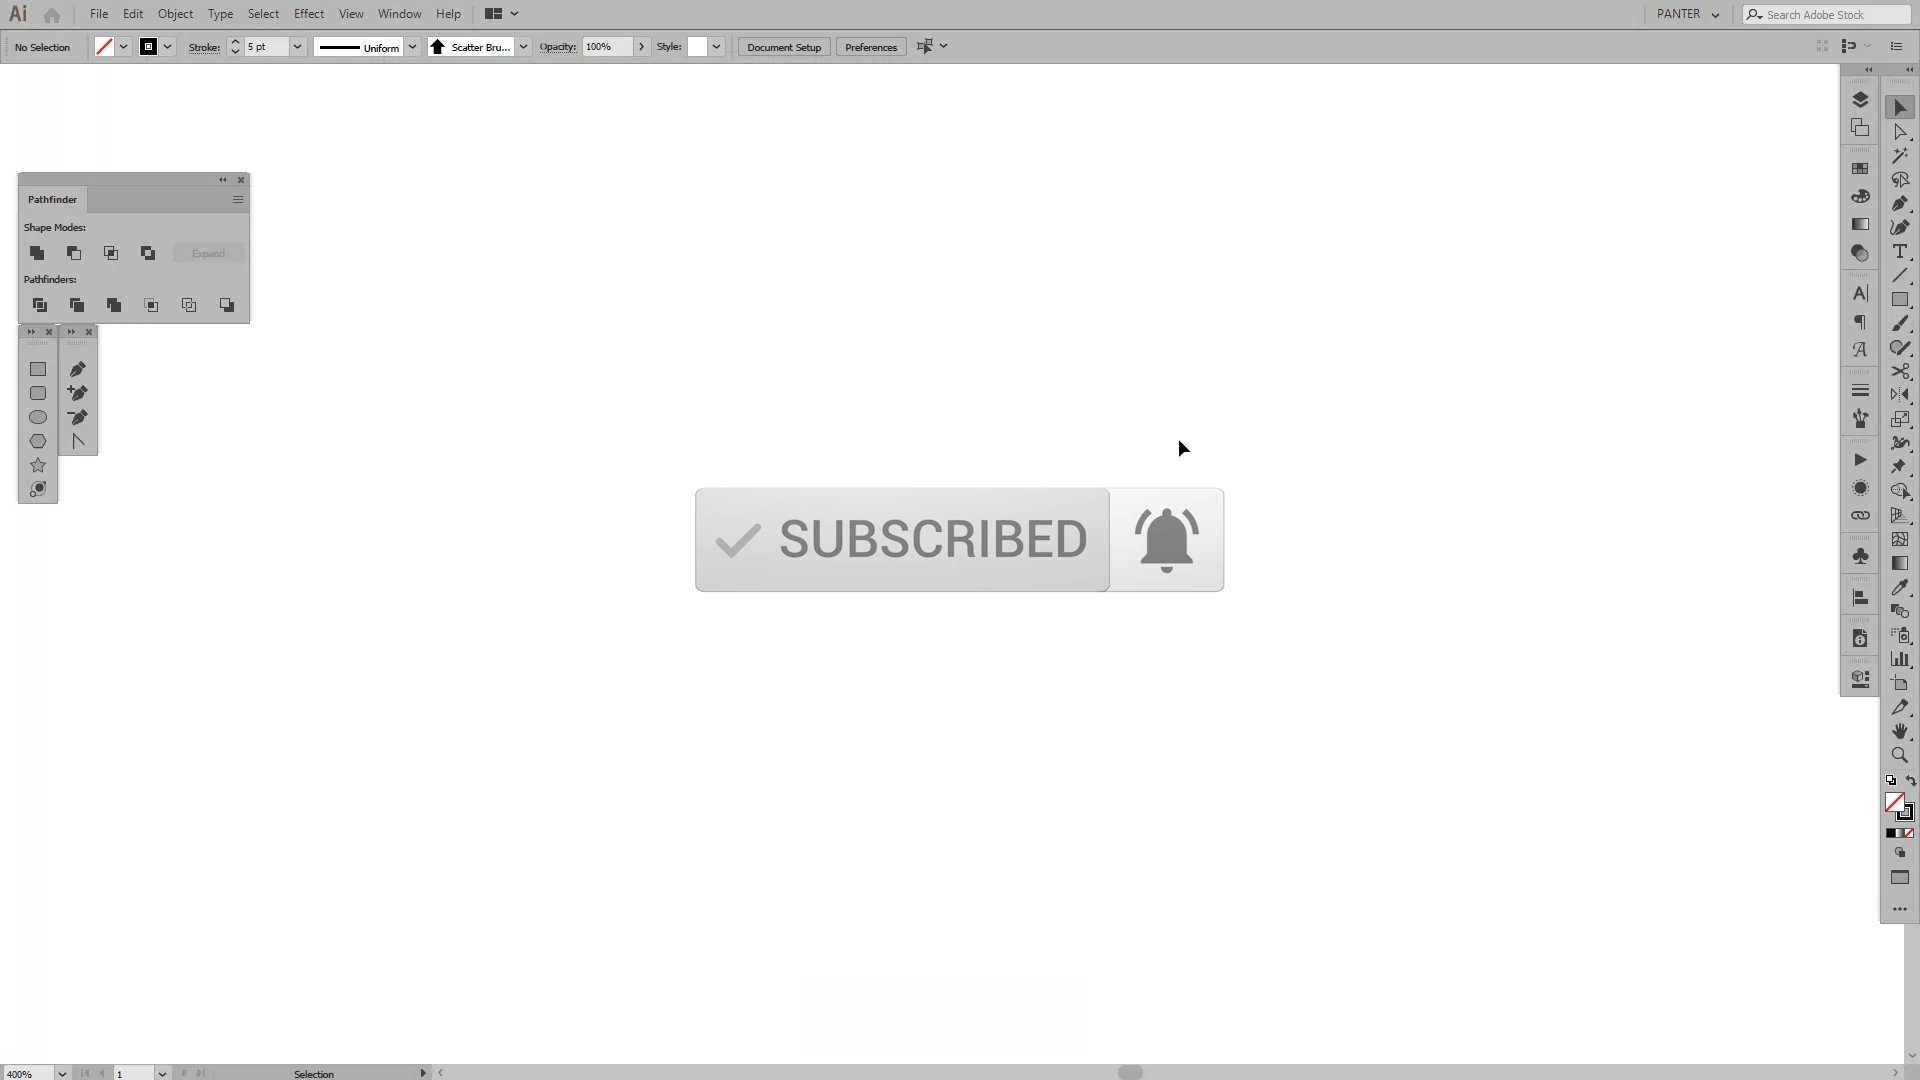 Ai File Edit Object Type Select Effect View Window Help PANTER Search Adobe Stock
No Selection Stroke: 5 pt Uniform Scatter Bru... Opacity: 100% Style: Document Setup Preferences
Pathfinder
Shape Modes:
Expand
Pathfinders:
SUBSCRIBED
400% 1 Selection